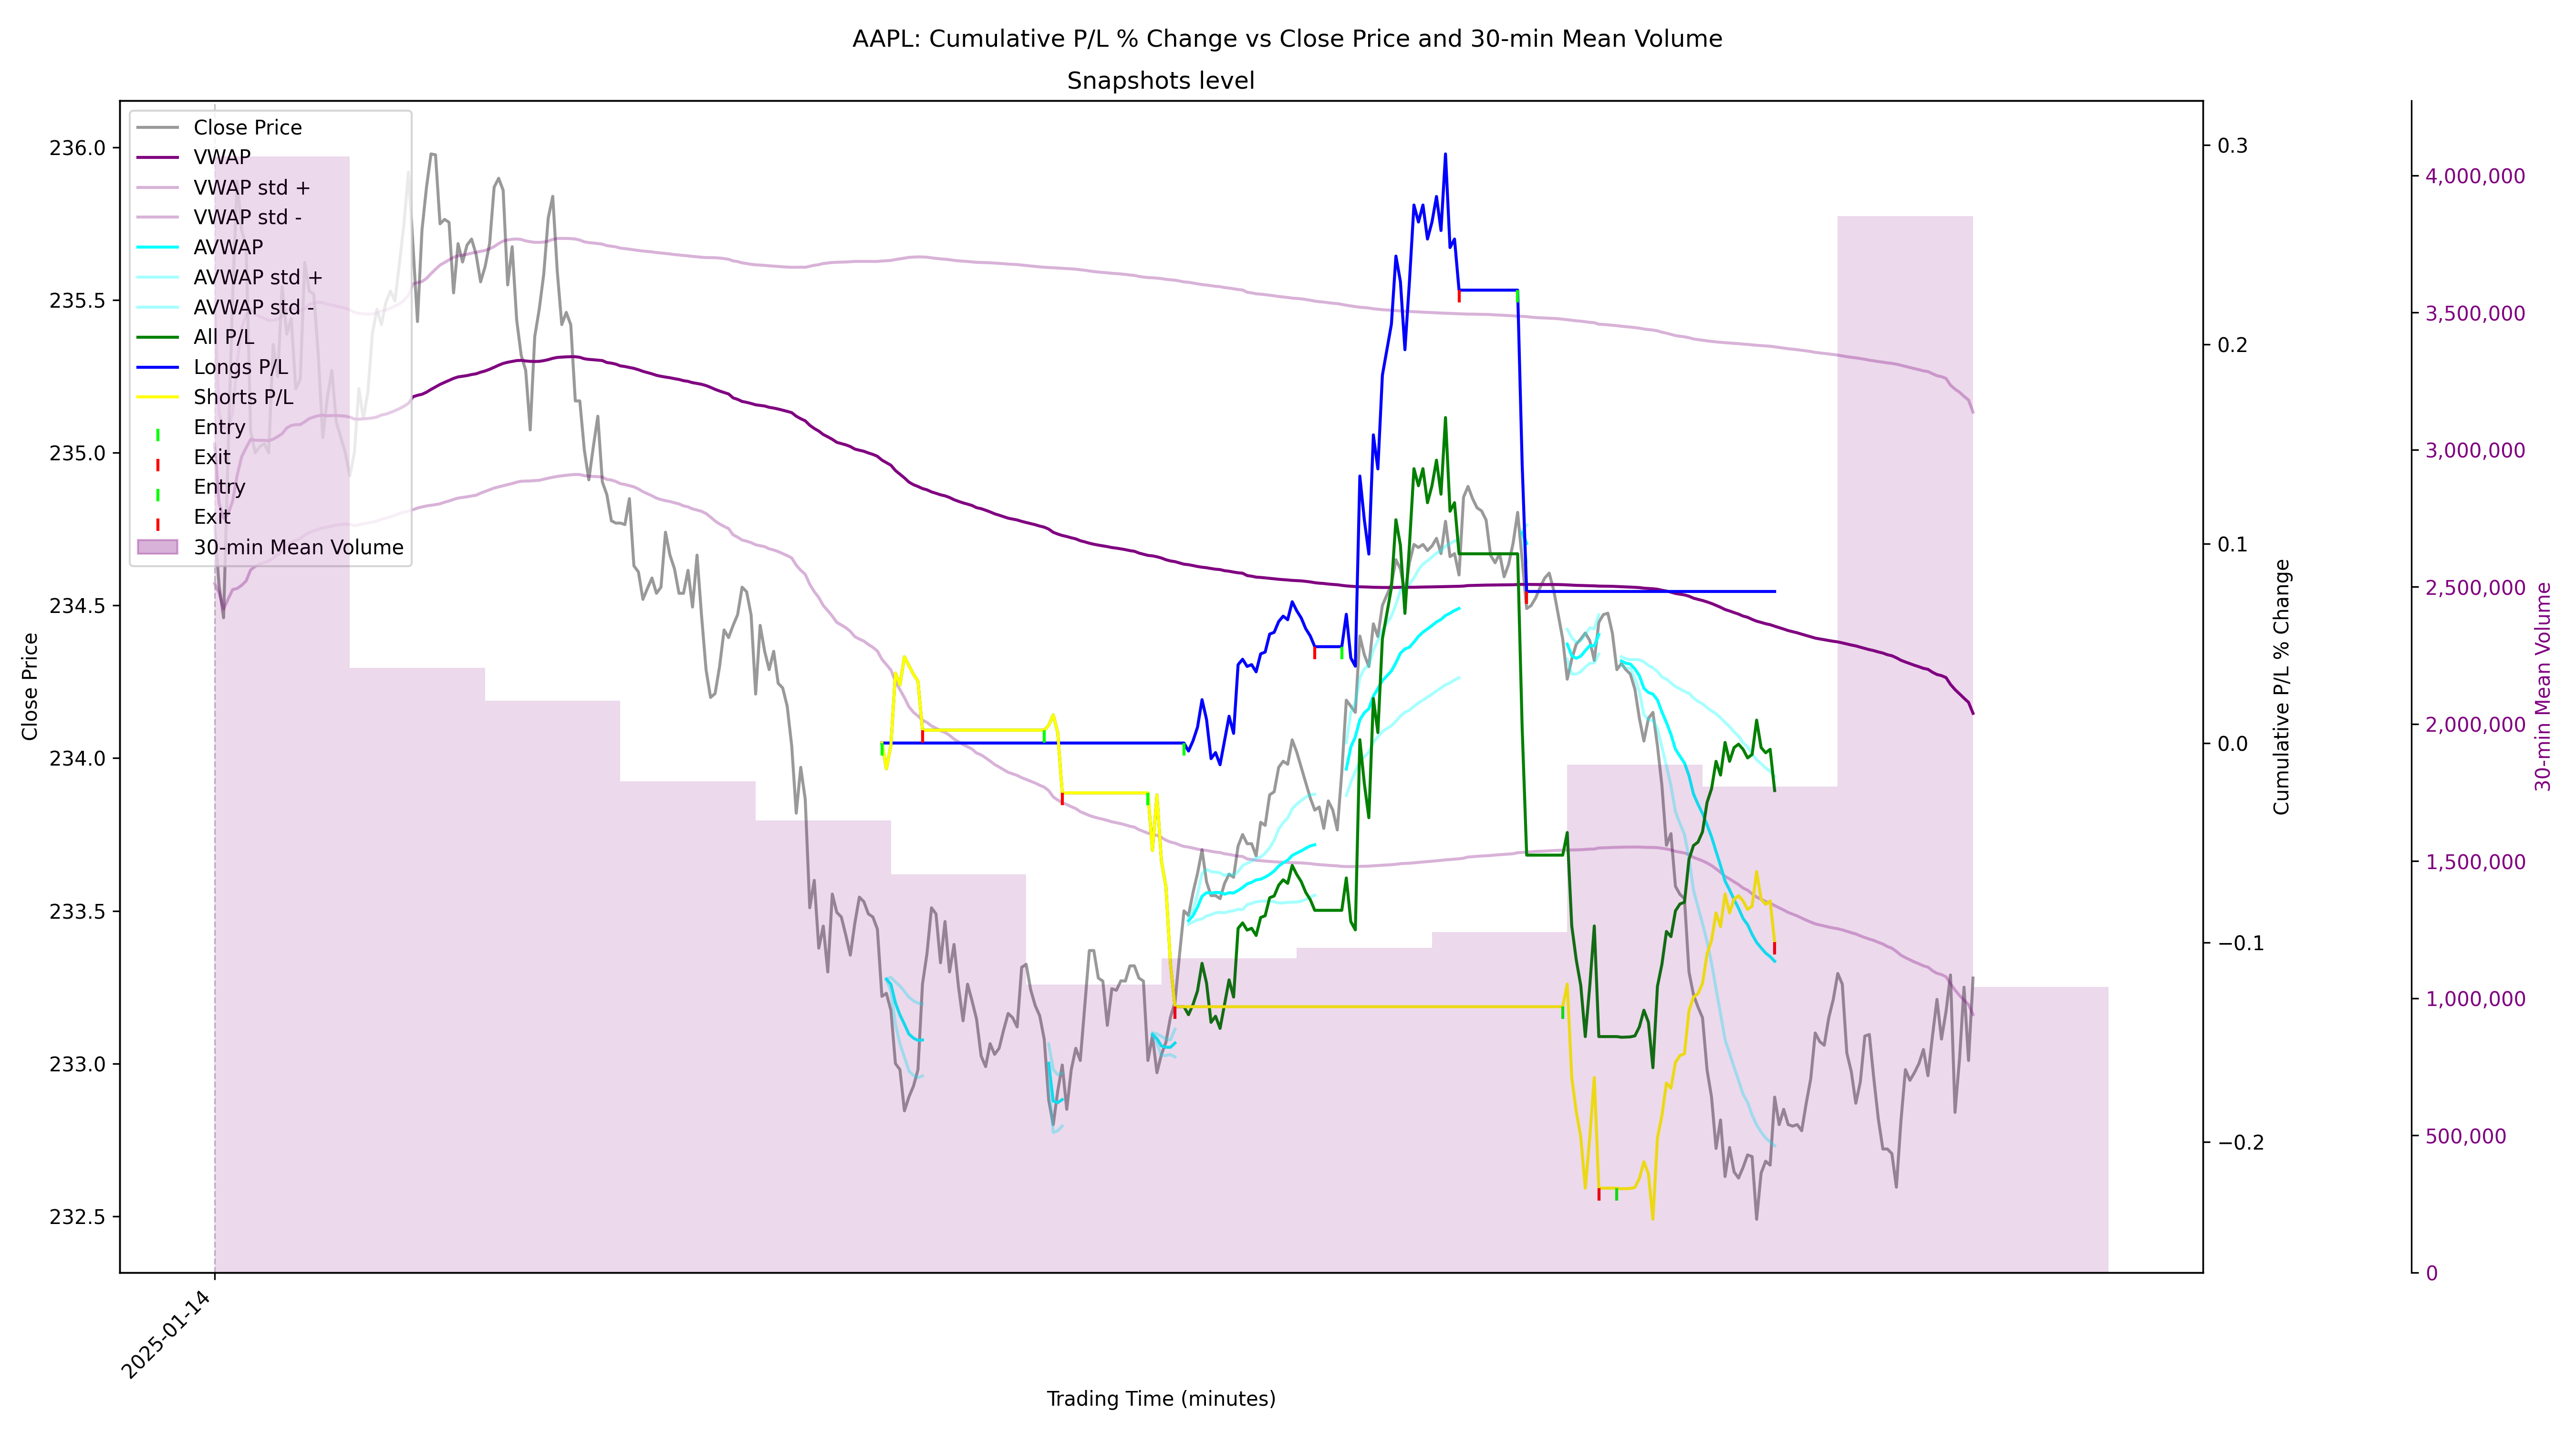 AAPL: Cumulative P/L % Change vs Close Price and 30-min Mean Volume
Snapshots level
Close Price
VWAP
VWAP std +
VWAP std -
AVWAP
AVWAP std +
AVWAP std -
All P/L
Longs P/L
Shorts P/L
Entry
Exit
Entry
Exit
30-min Mean Volume
236.0
235.5
235.0
234.5
234.0
233.5
233.0
232.5
Close Price
0.3
0.2
0.1
0.0
−0.1
−0.2
Cumulative P/L % Change
4,000,000
3,500,000
3,000,000
2,500,000
2,000,000
1,500,000
1,000,000
500,000
0
30-min Mean Volume
2025-01-14
Trading Time (minutes)